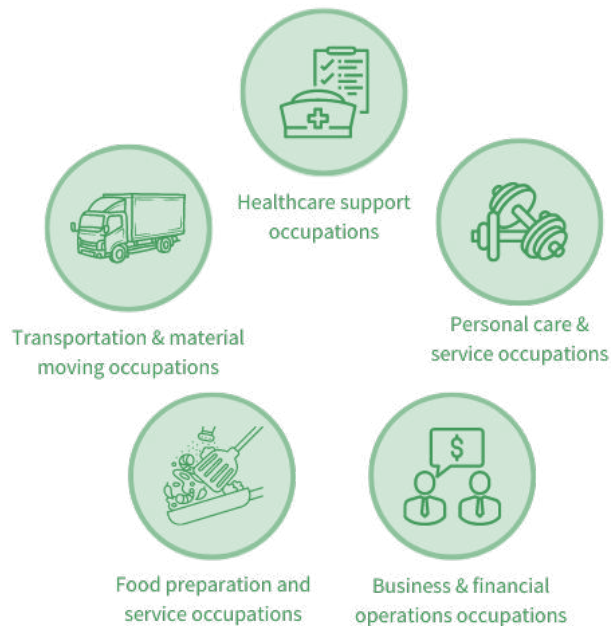 $
Healthcare support
occupations
Transportation & material
moving occupations
Personal care &
service occupations
Food preparation and
service occupations
Business & financial
operations occupations